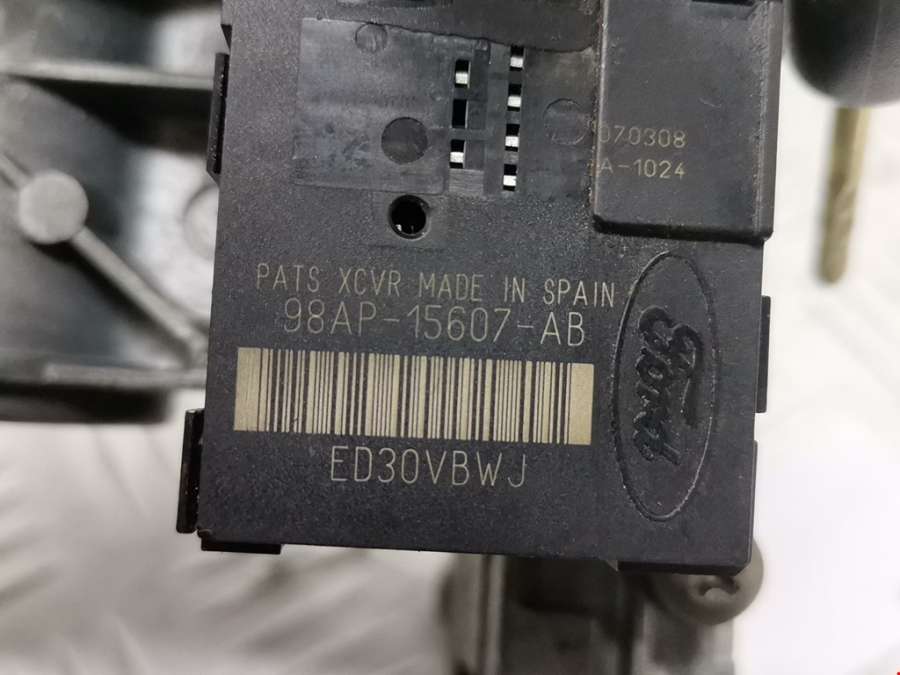 070308
A-1024
PATS XCVR MADE IN SPAIN
98AP-15607-AB
Ford
ED30VBWJ